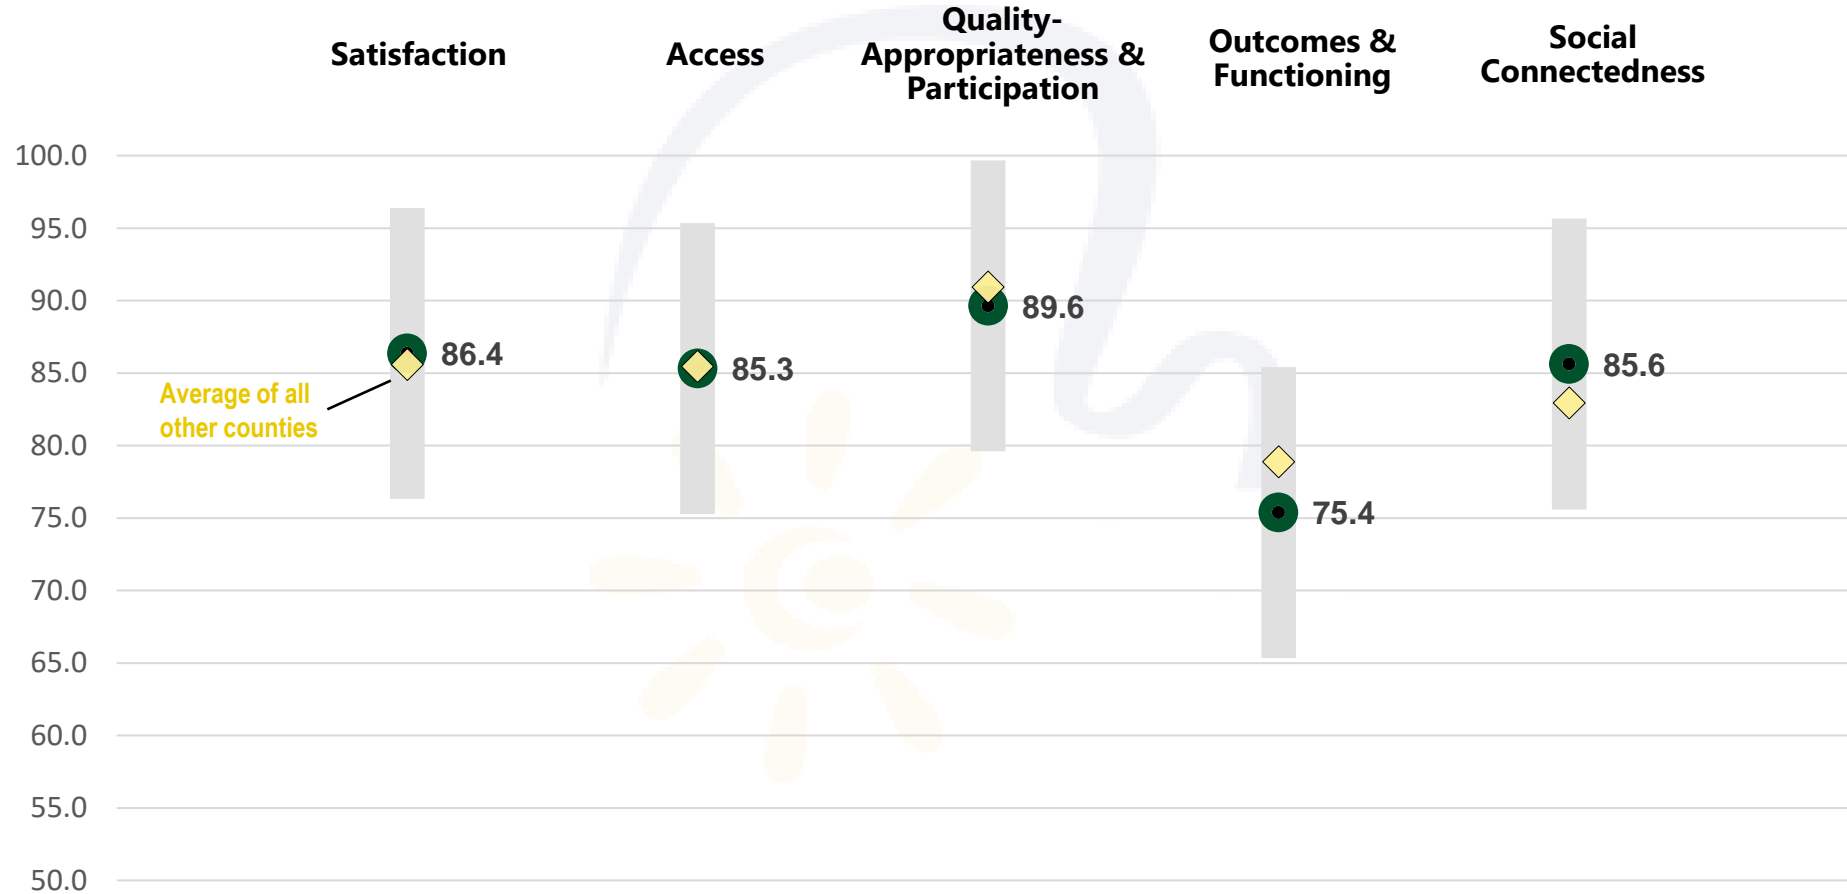 Satisfaction
Access
Quality-
Appropriateness &
Participation
Outcomes &
Functioning
Social
Connectedness
100.0
95.0
90.0
85.0
80.0
75.0
70.0
65.0
60.0
55.0
50.0
86.4
85.3
89.6
75.4
85.6
Average of all
other counties